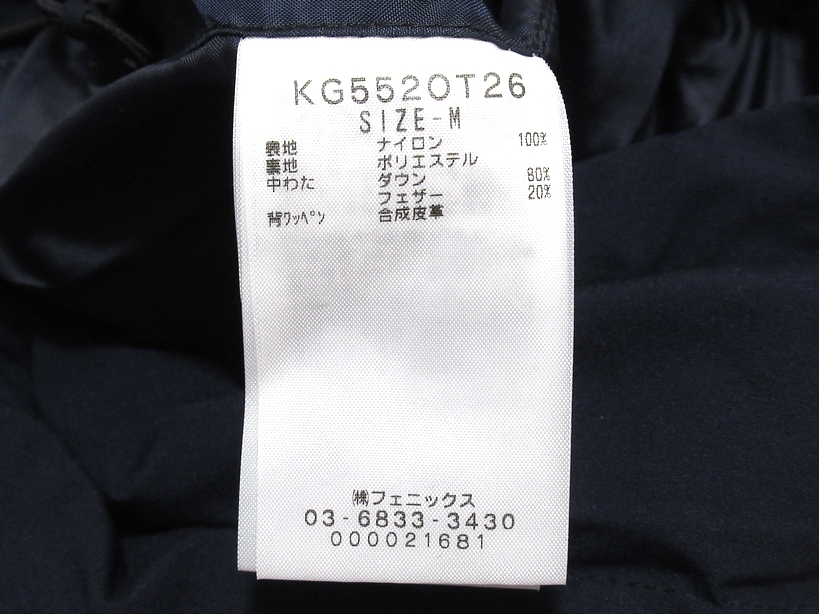 KG5520T26
SIZE-M
表地 ナイロン 100%
裏地 ポリエステル
中わた ダウン 80%
フェザー 20%
背ワッペン 合成皮革
㈱フェニックス
03-6833-3430
000021681